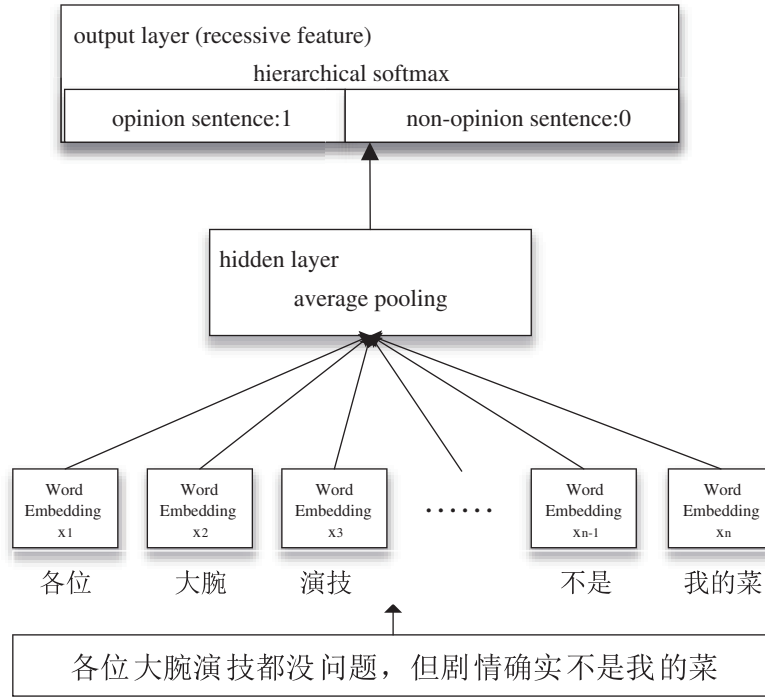 output layer (recessive feature)
hierarchical softmax
opinion sentence:1 non-opinion sentence:0
hidden layer
average pooling
Word Embedding x1
Word Embedding x2
Word Embedding x3
……
Word Embedding xn-1
Word Embedding xn
各位 大腕 演技 不是 我的菜
各位大腕演技都没问题，但剧情确实不是我的菜